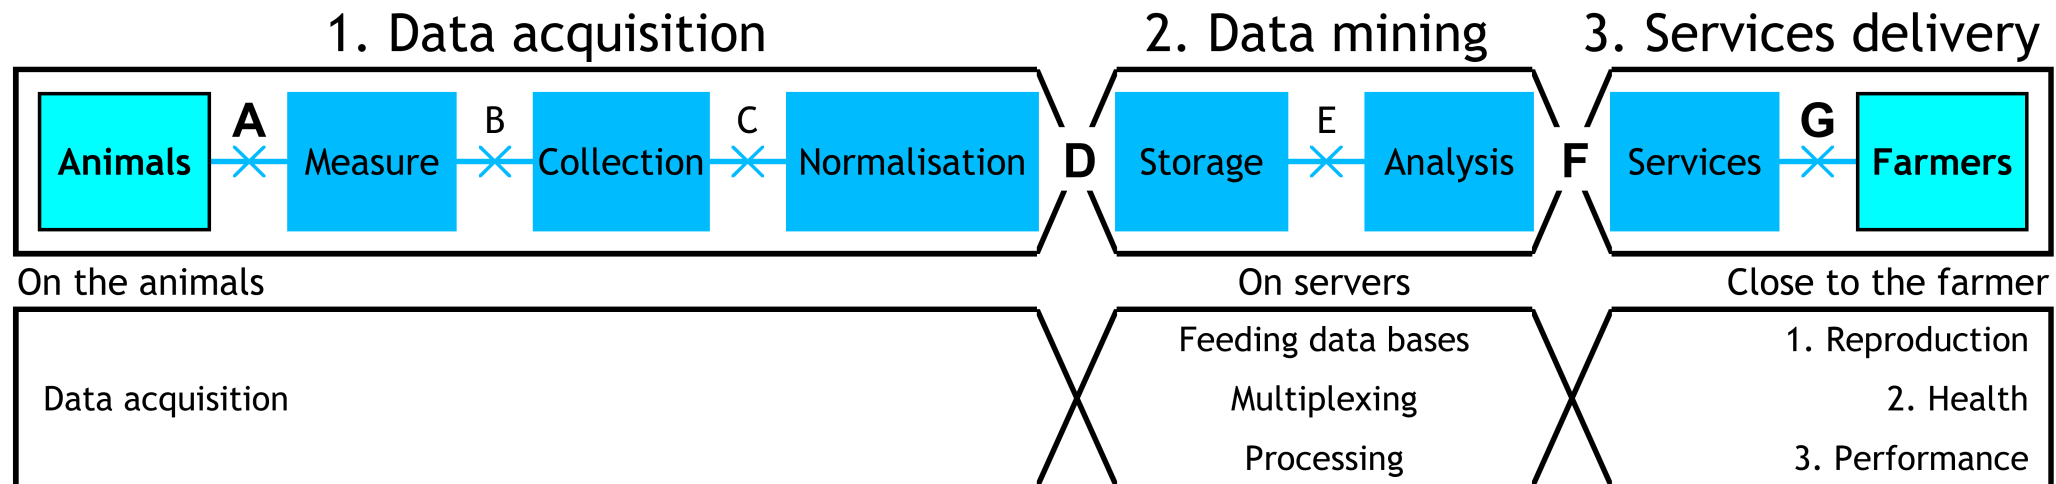 1. Data acquisition
2. Data mining
3. Services delivery
Animals
A
Measure
B
Collection
C
Normalisation
D
Storage
E
Analysis
F
Services
G
Farmers
On the animals
On servers
Close to the farmer
Data acquisition
Feeding data bases
Multiplexing
Processing
1. Reproduction
2. Health
3. Performance